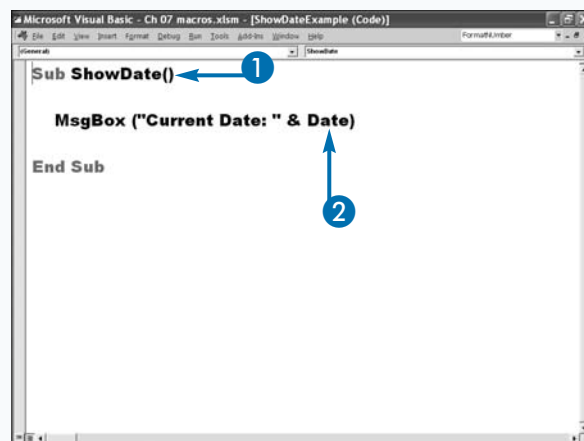 Microsoft Visual Basic - Ch 07 macros.xlsm - [ShowDateExample (Code)]
File Edit View Insert Format Debug Run Tools Add-Ins Window Help
FormatNumber
(General) ShowDate
Sub ShowDate() 1
MsgBox ("Current Date: " & Date)
End Sub
2